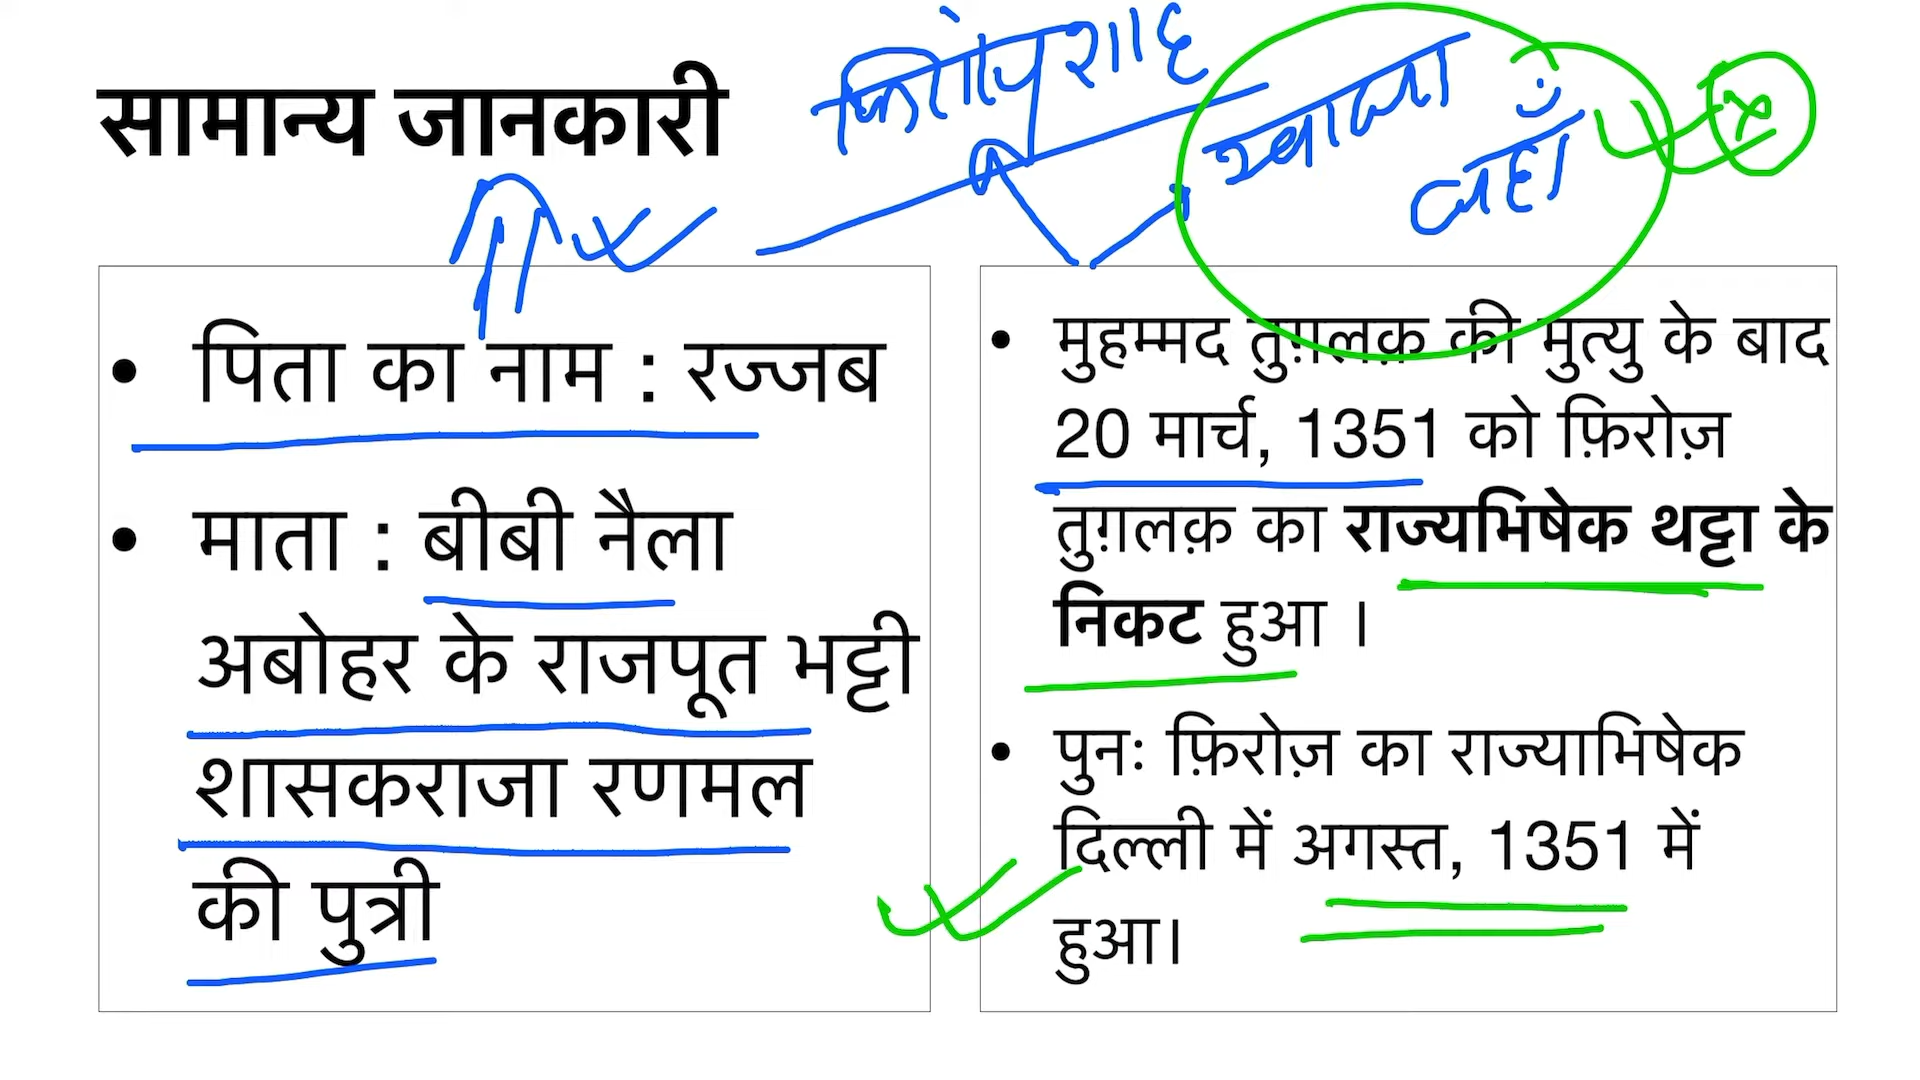 सामान्य जानकारी
फिरोज शाह
ख्वाजा
जहाँ
• पिता का नाम : रज्जब
• माता : बीबी नैला
अबोहर के राजपूत भट्टी
शासकराजा रणमल
की पुत्री
• मुहम्मद तुग़लक़ की मुत्यु के बाद
20 मार्च, 1351 को फ़िरोज़
तुग़लक़ का राज्यभिषेक थट्टा के
निकट हुआ ।
• पुनः फ़िरोज़ का राज्याभिषेक
दिल्ली में अगस्त, 1351 में
हुआ।